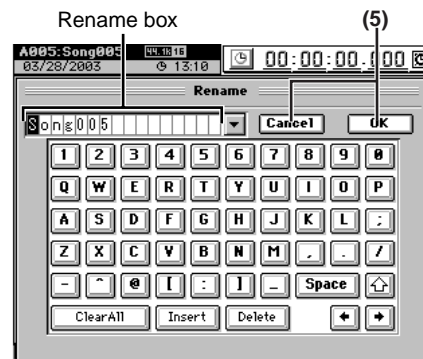 Rename box (5)
A005:Song005 44.1k 16 00:00:00.000
03/28/2003 13:10
Rename
Song005 Cancel OK
1 2 3 4 5 6 7 8 9 0
Q W E R T Y U I O P
A S D F G H J K L ;
Z X C V B N M , . /
- ^ @ [ : ] _ Space
ClearAll Insert Delete